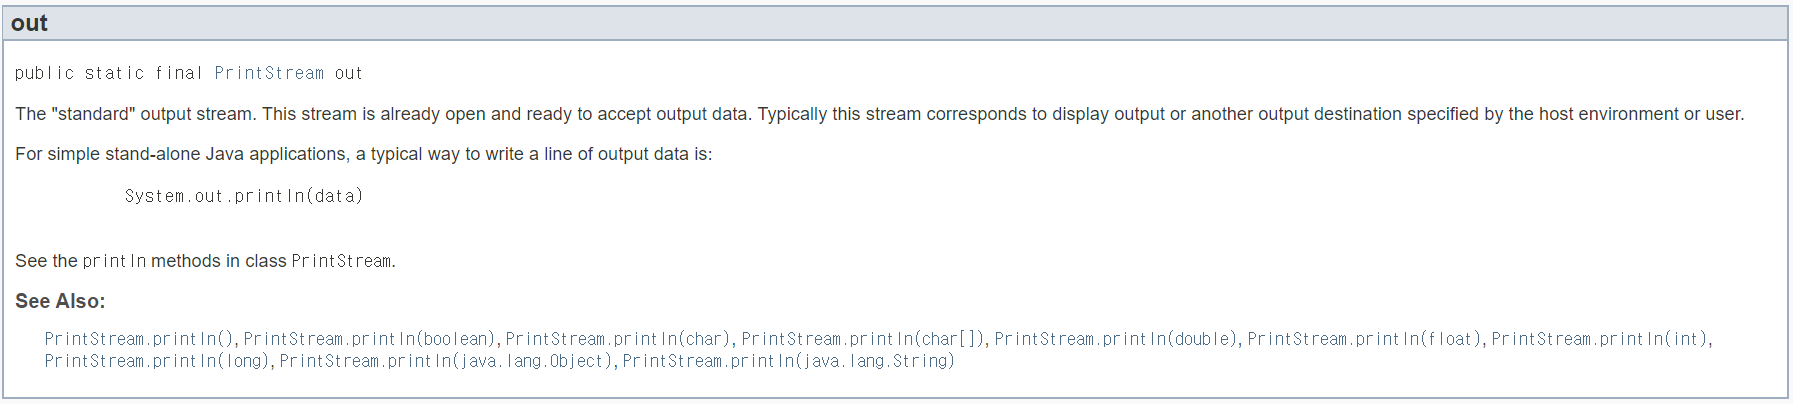 out
public static final PrintStream out
The "standard" output stream. This stream is already open and ready to accept output data. Typically this stream corresponds to display output or another output destination specified by the host environment or user.
For simple stand-alone Java applications, a typical way to write a line of output data is:
System.out.println(data)
See the println methods in class PrintStream.
See Also:
PrintStream.println(), PrintStream.println(boolean), PrintStream.println(char), PrintStream.println(char[]), PrintStream.println(double), PrintStream.println(float), PrintStream.println(int),
PrintStream.println(long), PrintStream.println(java.lang.Object), PrintStream.println(java.lang.String)